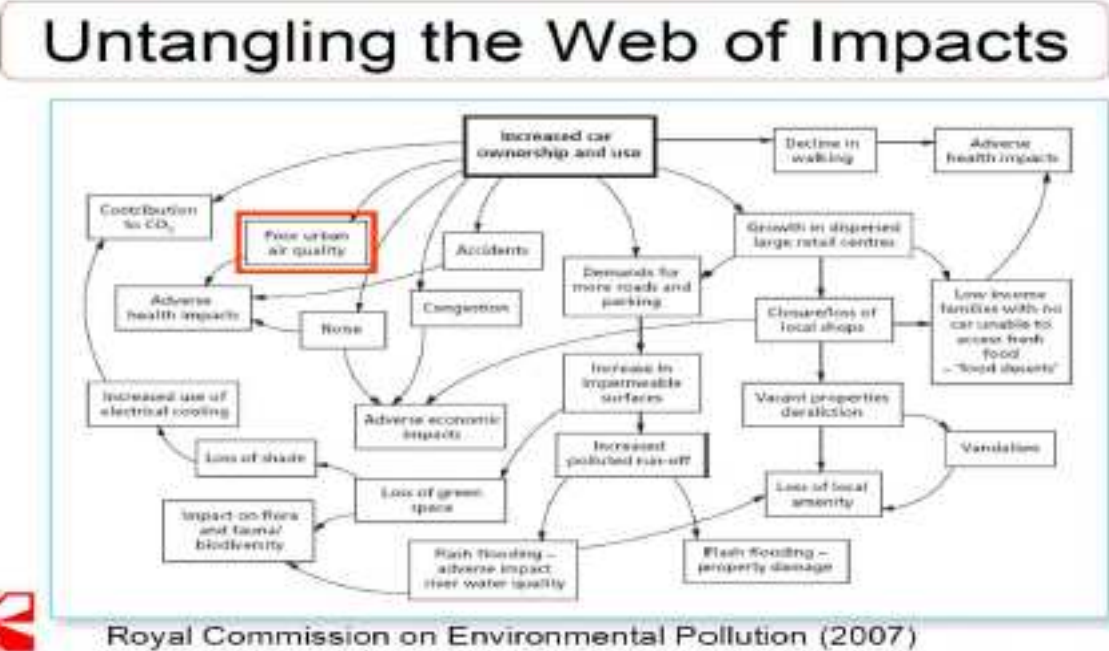 Untangling the Web of Impacts
Increased car
ownership and use
Decline in
walking
Adverse
health impacts
Contribution
to CO₂
Poor urban
air quality
Accidents
Growth in dispersed
large retail centres
Demands for
more roads and
parking
Adverse
health impacts
Noise
Congestion
Closure/loss of
local shops
Low income
families with no
car unable to
access fresh
food
– 'food deserts'
Increase in
impermeable
surfaces
Increased use of
electrical cooling
Adverse economic
impacts
Vacant properties
dereliction
Increased
polluted run-off
Vandalism
Loss of shade
Loss of green
space
Loss of local
amenity
Impact on flora
and fauna/
biodiversity
Flash flooding –
adverse impact
river water quality
Flash flooding –
property damage
Royal Commission on Environmental Pollution (2007)